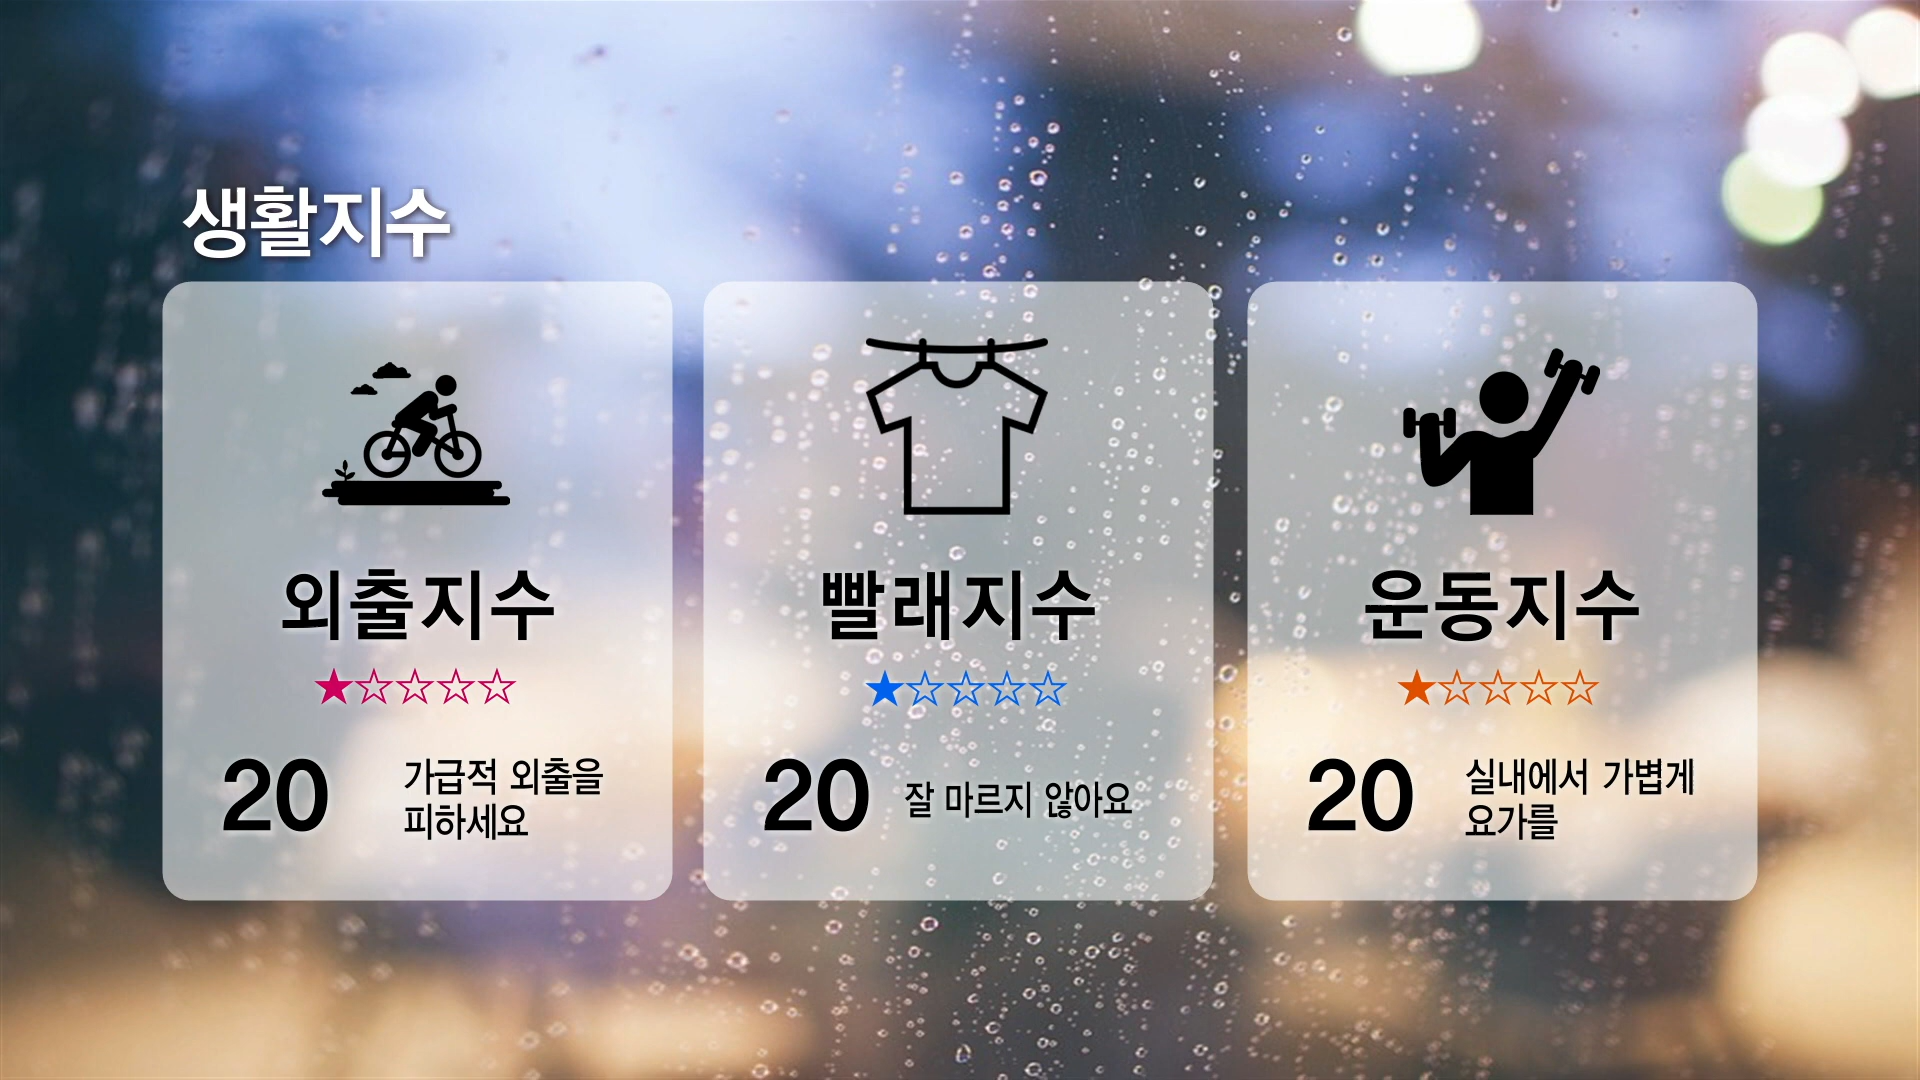 생활지수
외출지수
★☆☆☆☆
20
가급적 외출을
피하세요
빨래지수
★☆☆☆☆
20
잘 마르지 않아요
운동지수
★☆☆☆☆
20
실내에서 가볍게
요가를